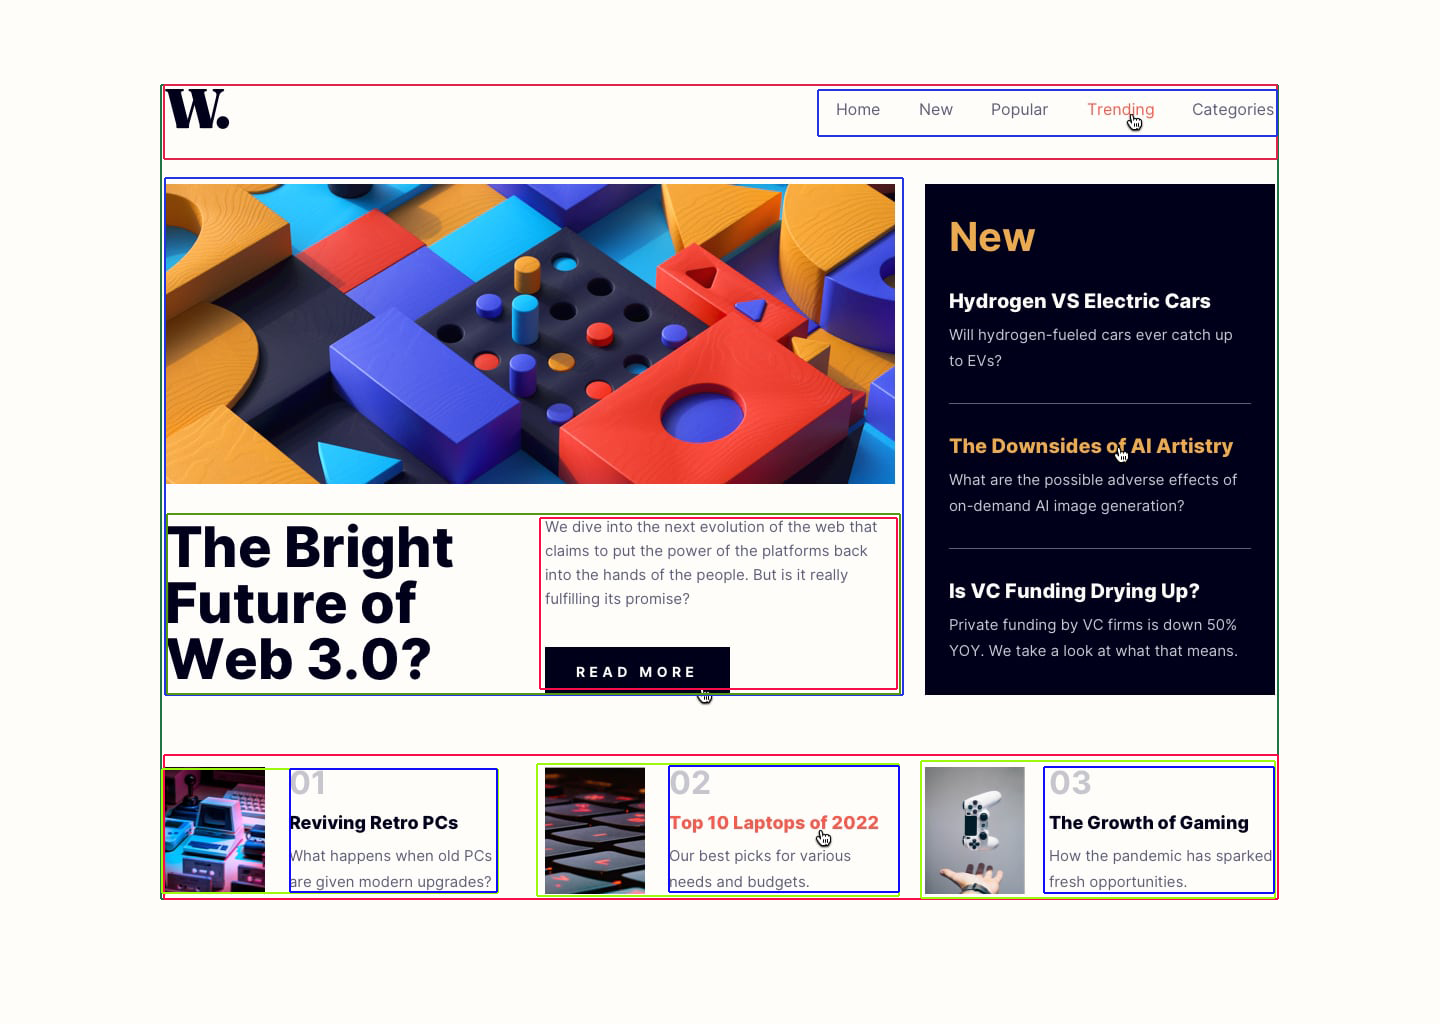 W.
Home New Popular Trending Categories
The Bright
Future of
Web 3.0?
We dive into the next evolution of the web that
claims to put the power of the platforms back
into the hands of the people. But is it really
fulfilling its promise?
READ MORE
New
Hydrogen VS Electric Cars
Will hydrogen-fueled cars ever catch up
to EVs?
The Downsides of AI Artistry
What are the possible adverse effects of
on-demand AI image generation?
Is VC Funding Drying Up?
Private funding by VC firms is down 50%
YOY. We take a look at what that means.
01
Reviving Retro PCs
What happens when old PCs
are given modern upgrades?
02
Top 10 Laptops of 2022
Our best picks for various
needs and budgets.
03
The Growth of Gaming
How the pandemic has sparked
fresh opportunities.